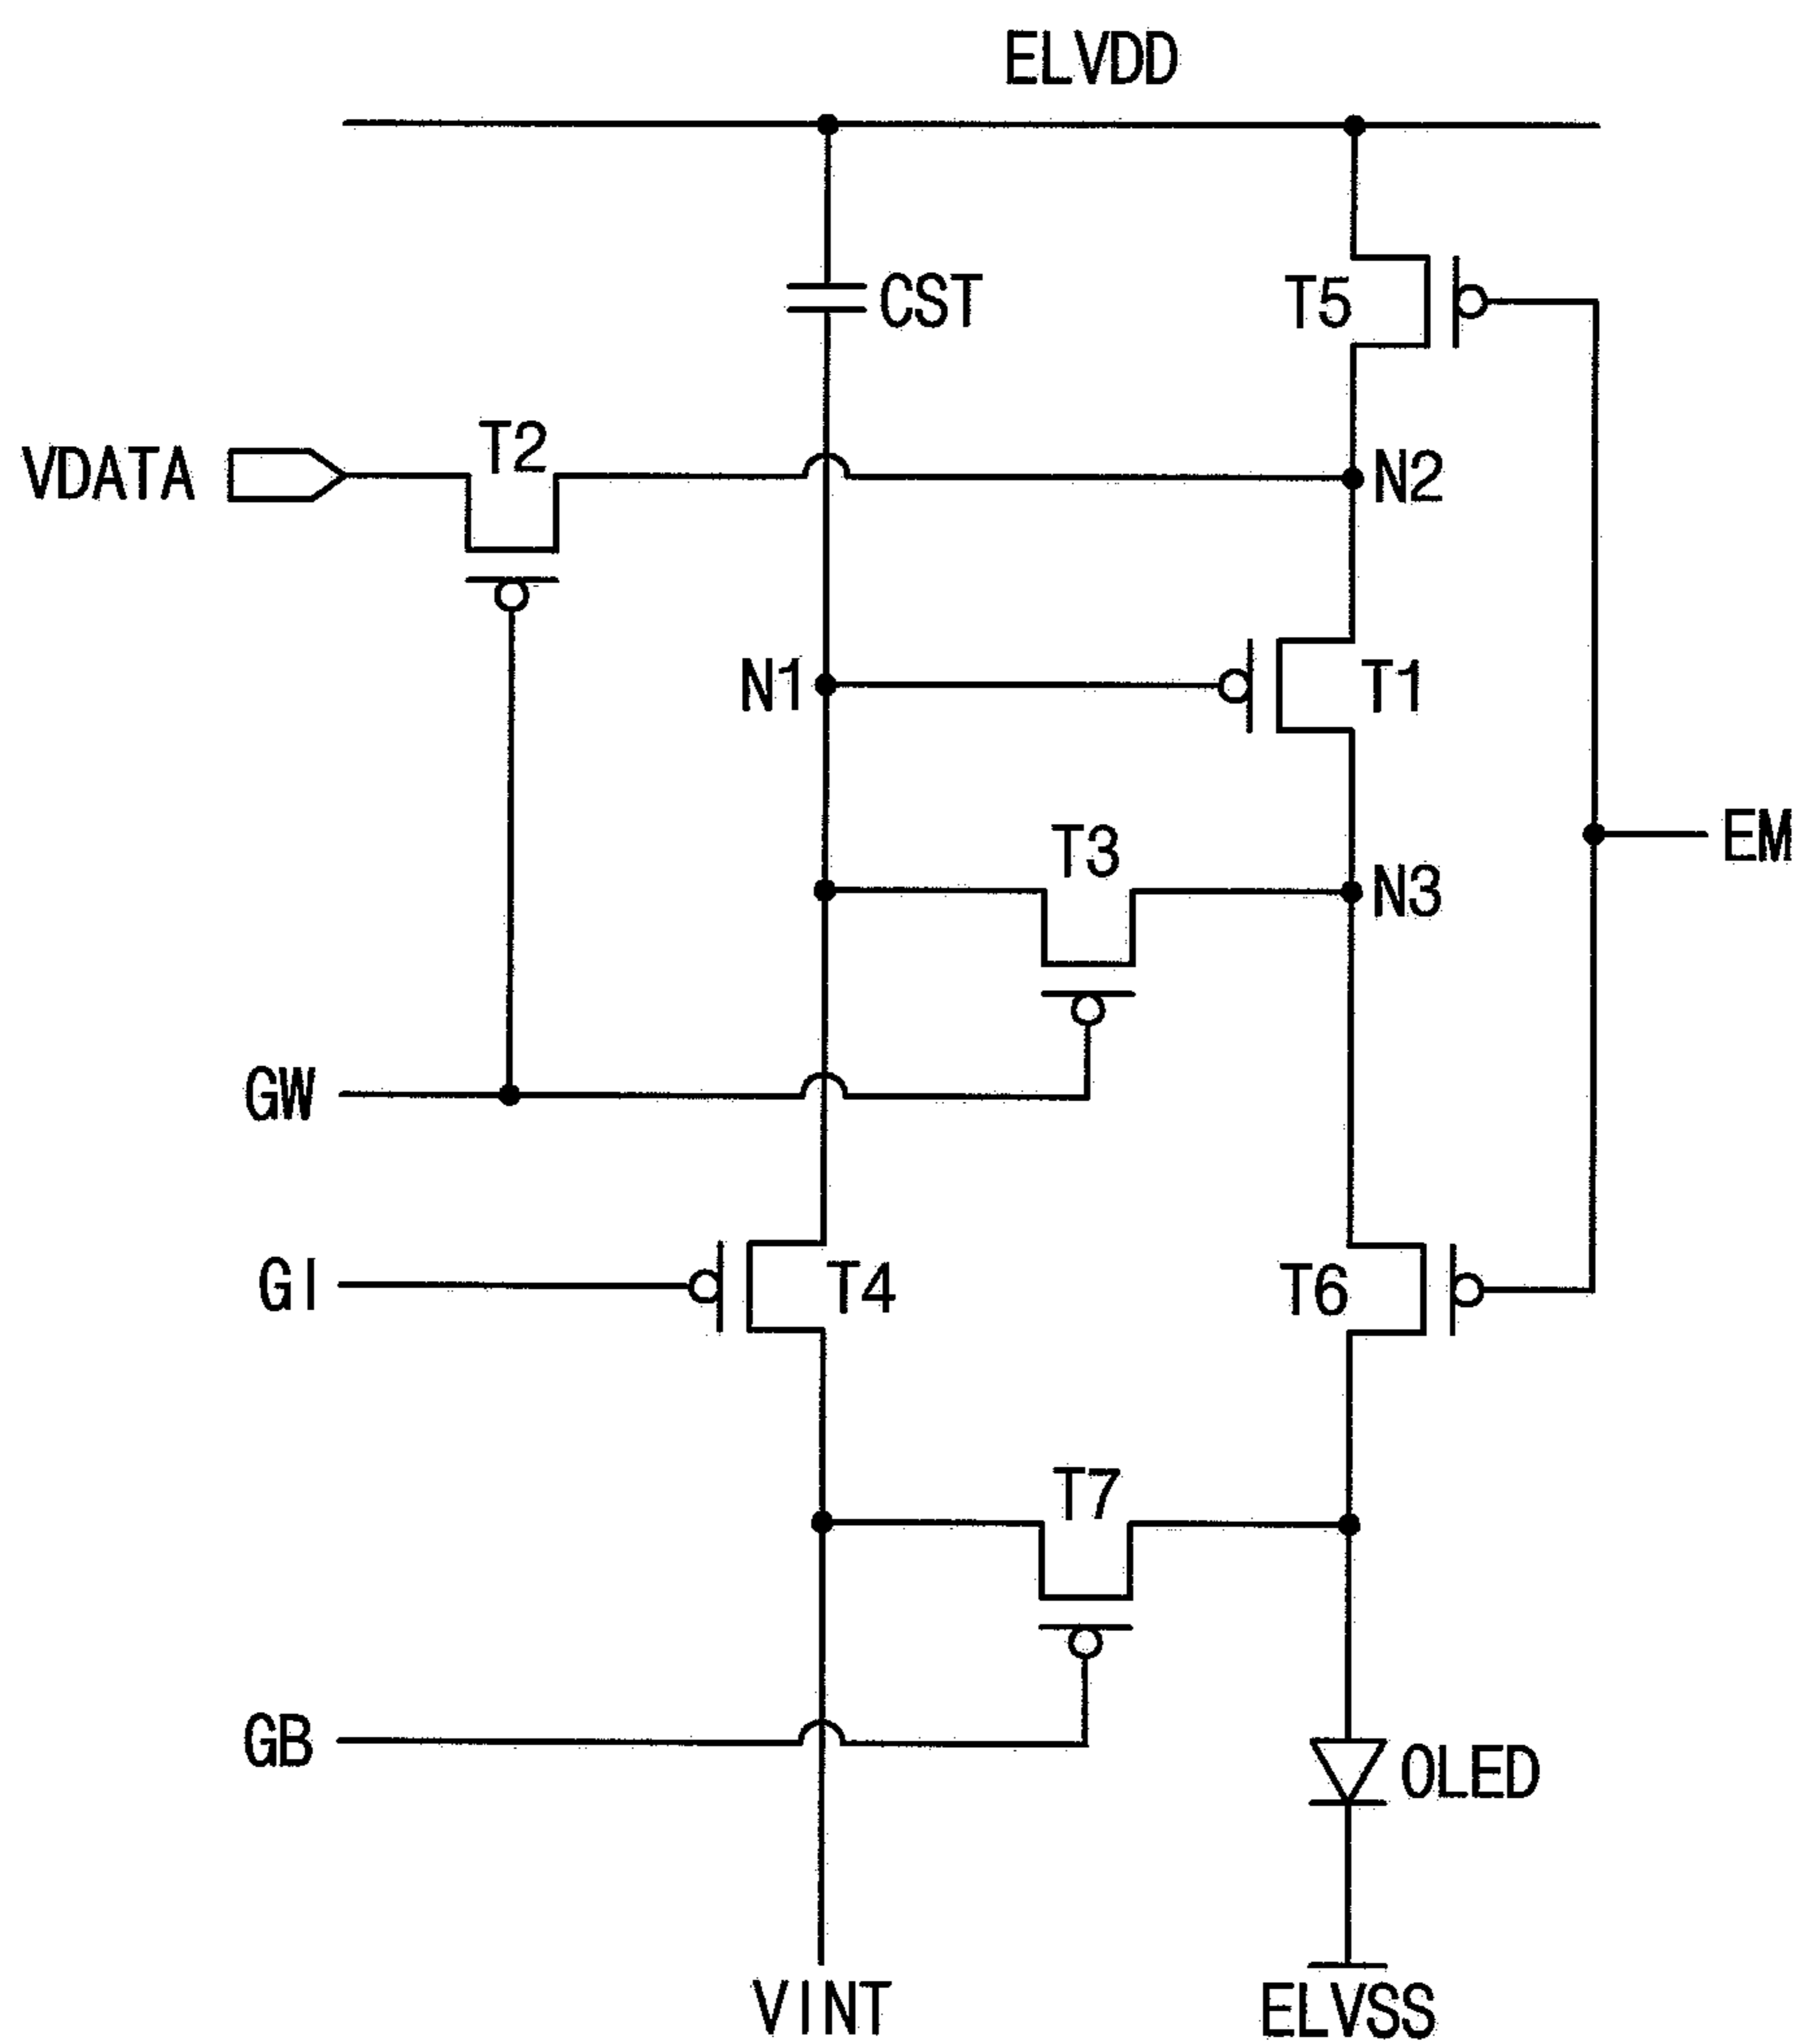 ELVDD
CST
T5
VDATA
T2
N2
N1
T1
T3
EM
N3
GW
GI
T4
T6
T7
GB
OLED
VINT
ELVSS